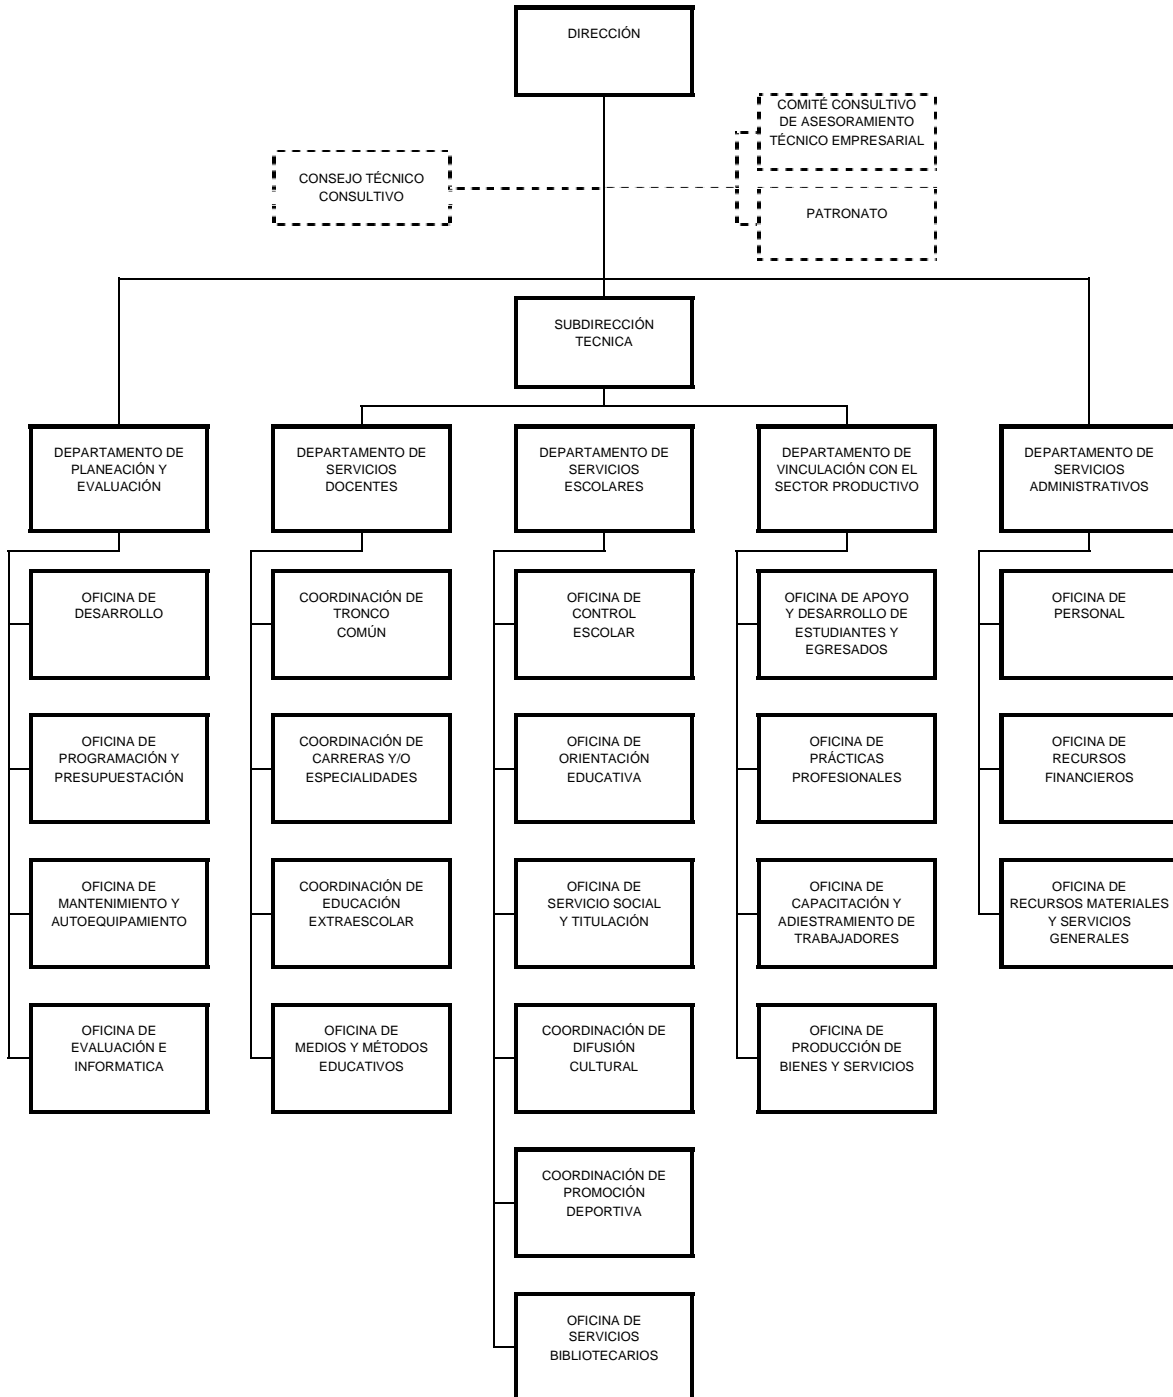 DIRECCIÓN
COMITÉ CONSULTIVO
DE ASESORAMIENTO
TÉCNICO EMPRESARIAL
CONSEJO TÉCNICO
CONSULTIVO
PATRONATO
SUBDIRECCIÓN
TECNICA
DEPARTAMENTO DE
PLANEACIÓN Y
EVALUACIÓN
DEPARTAMENTO DE
SERVICIOS
DOCENTES
DEPARTAMENTO DE
SERVICIOS
ESCOLARES
DEPARTAMENTO DE
VINCULACIÓN CON EL
SECTOR PRODUCTIVO
DEPARTAMENTO DE
SERVICIOS
ADMINISTRATIVOS
OFICINA DE
DESARROLLO
COORDINACIÓN DE
TRONCO
COMÚN
OFICINA DE
CONTROL
ESCOLAR
OFICINA DE APOYO
Y DESARROLLO DE
ESTUDIANTES Y
EGRESADOS
OFICINA DE
PERSONAL
OFICINA DE
PROGRAMACIÓN Y
PRESUPUESTACIÓN
COORDINACIÓN DE
CARRERAS Y/O
ESPECIALIDADES
OFICINA DE
ORIENTACIÓN
EDUCATIVA
OFICINA DE
PRÁCTICAS
PROFESIONALES
OFICINA DE
RECURSOS
FINANCIEROS
OFICINA DE
MANTENIMIENTO Y
AUTOEQUIPAMIENTO
COORDINACIÓN DE
EDUCACIÓN
EXTRAESCOLAR
OFICINA DE
SERVICIO SOCIAL
Y TITULACIÓN
OFICINA DE
CAPACITACIÓN Y
ADIESTRAMIENTO DE
TRABAJADORES
OFICINA DE
RECURSOS MATERIALES
Y SERVICIOS
GENERALES
OFICINA DE
EVALUACIÓN E
INFORMATICA
OFICINA DE
MEDIOS Y MÉTODOS
EDUCATIVOS
COORDINACIÓN DE
DIFUSIÓN
CULTURAL
OFICINA DE
PRODUCCIÓN DE
BIENES Y SERVICIOS
COORDINACIÓN DE
PROMOCIÓN
DEPORTIVA
OFICINA DE
SERVICIOS
BIBLIOTECARIOS